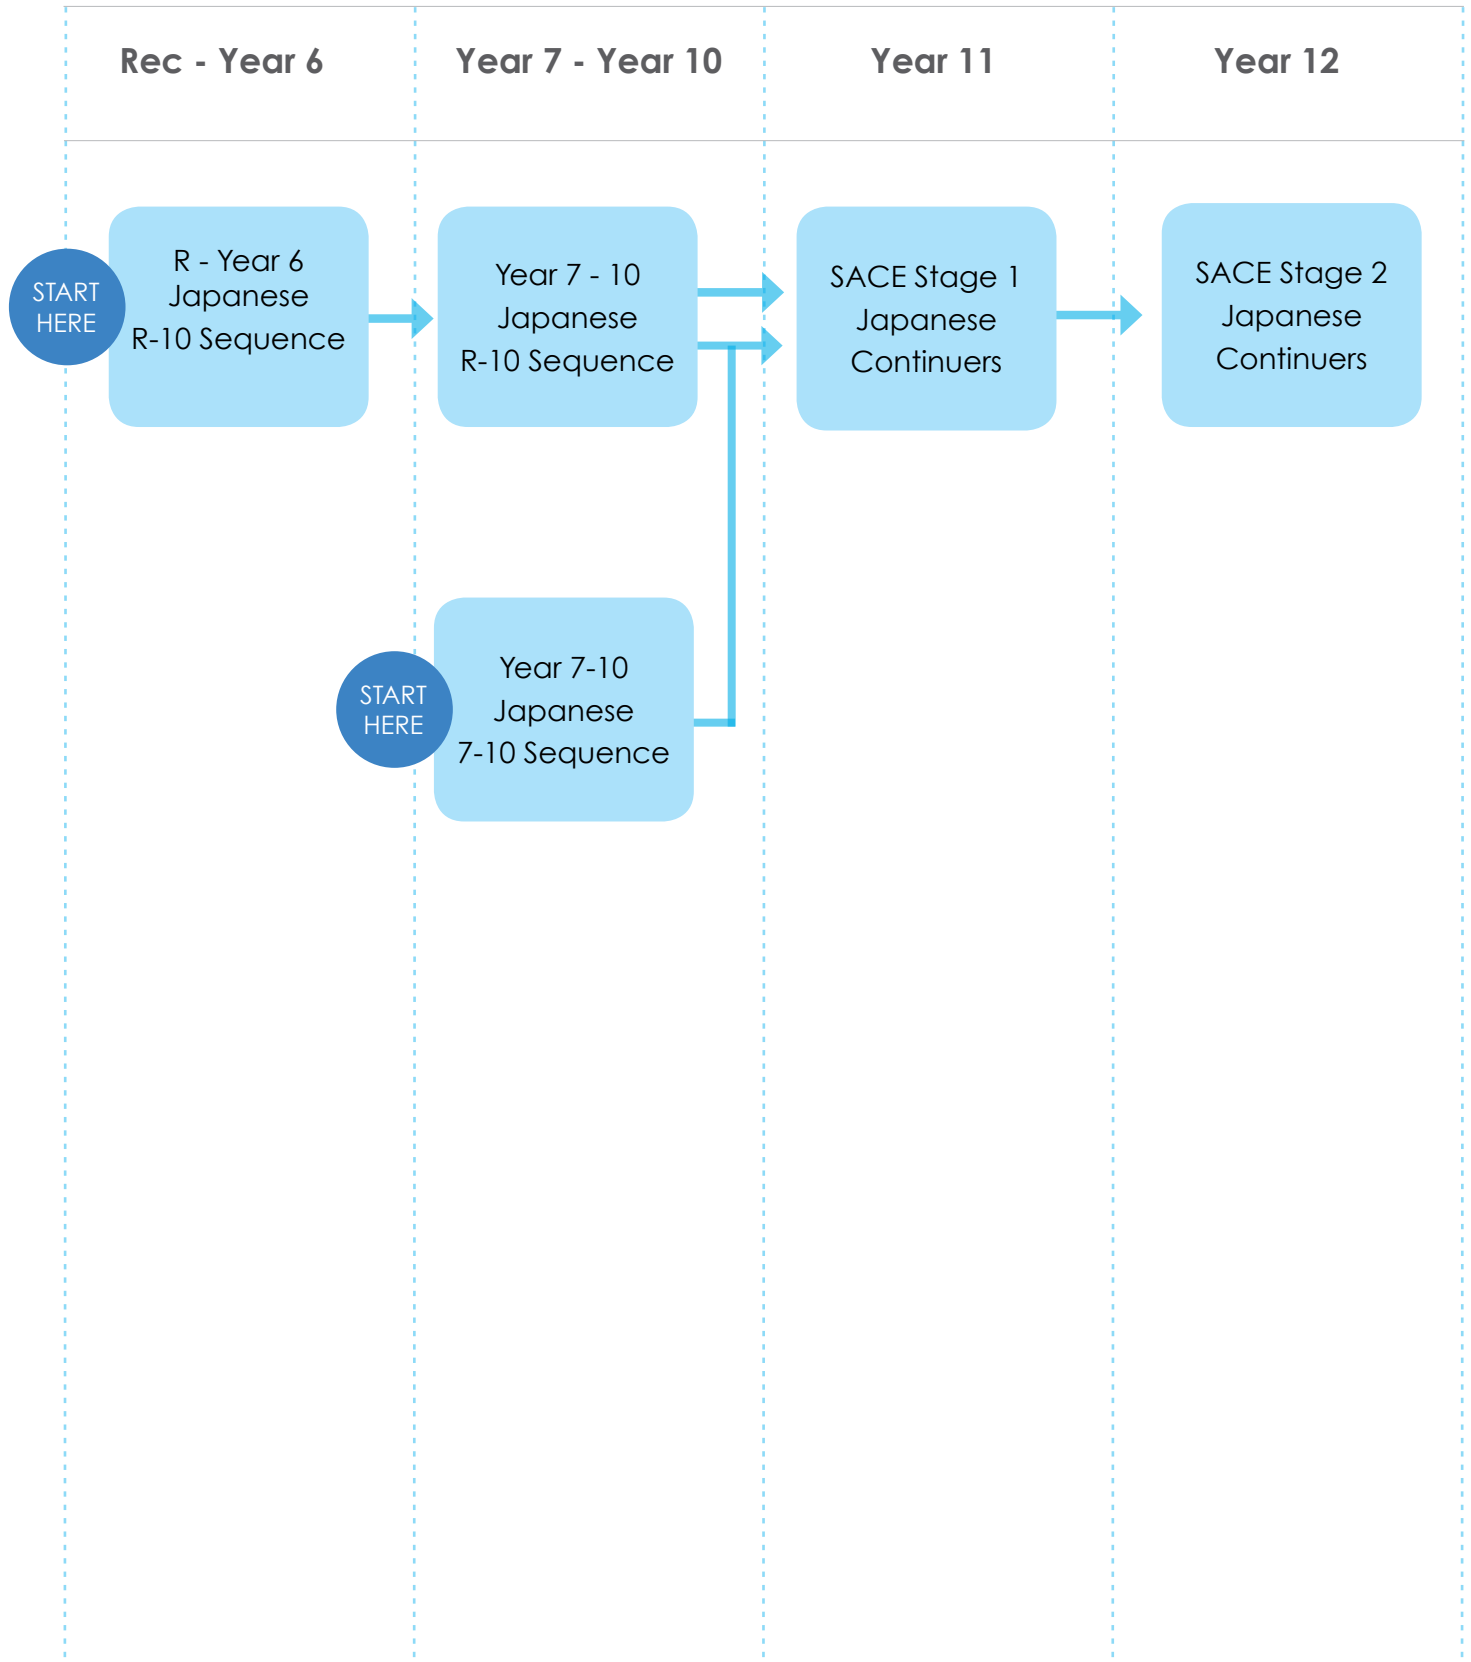 Rec - Year 6
Year 7 - Year 10
Year 11
Year 12
START
HERE
R - Year 6
Japanese
R-10 Sequence
Year 7 - 10
Japanese
R-10 Sequence
SACE Stage 1
Japanese
Continuers
SACE Stage 2
Japanese
Continuers
START
HERE
Year 7-10
Japanese
7-10 Sequence